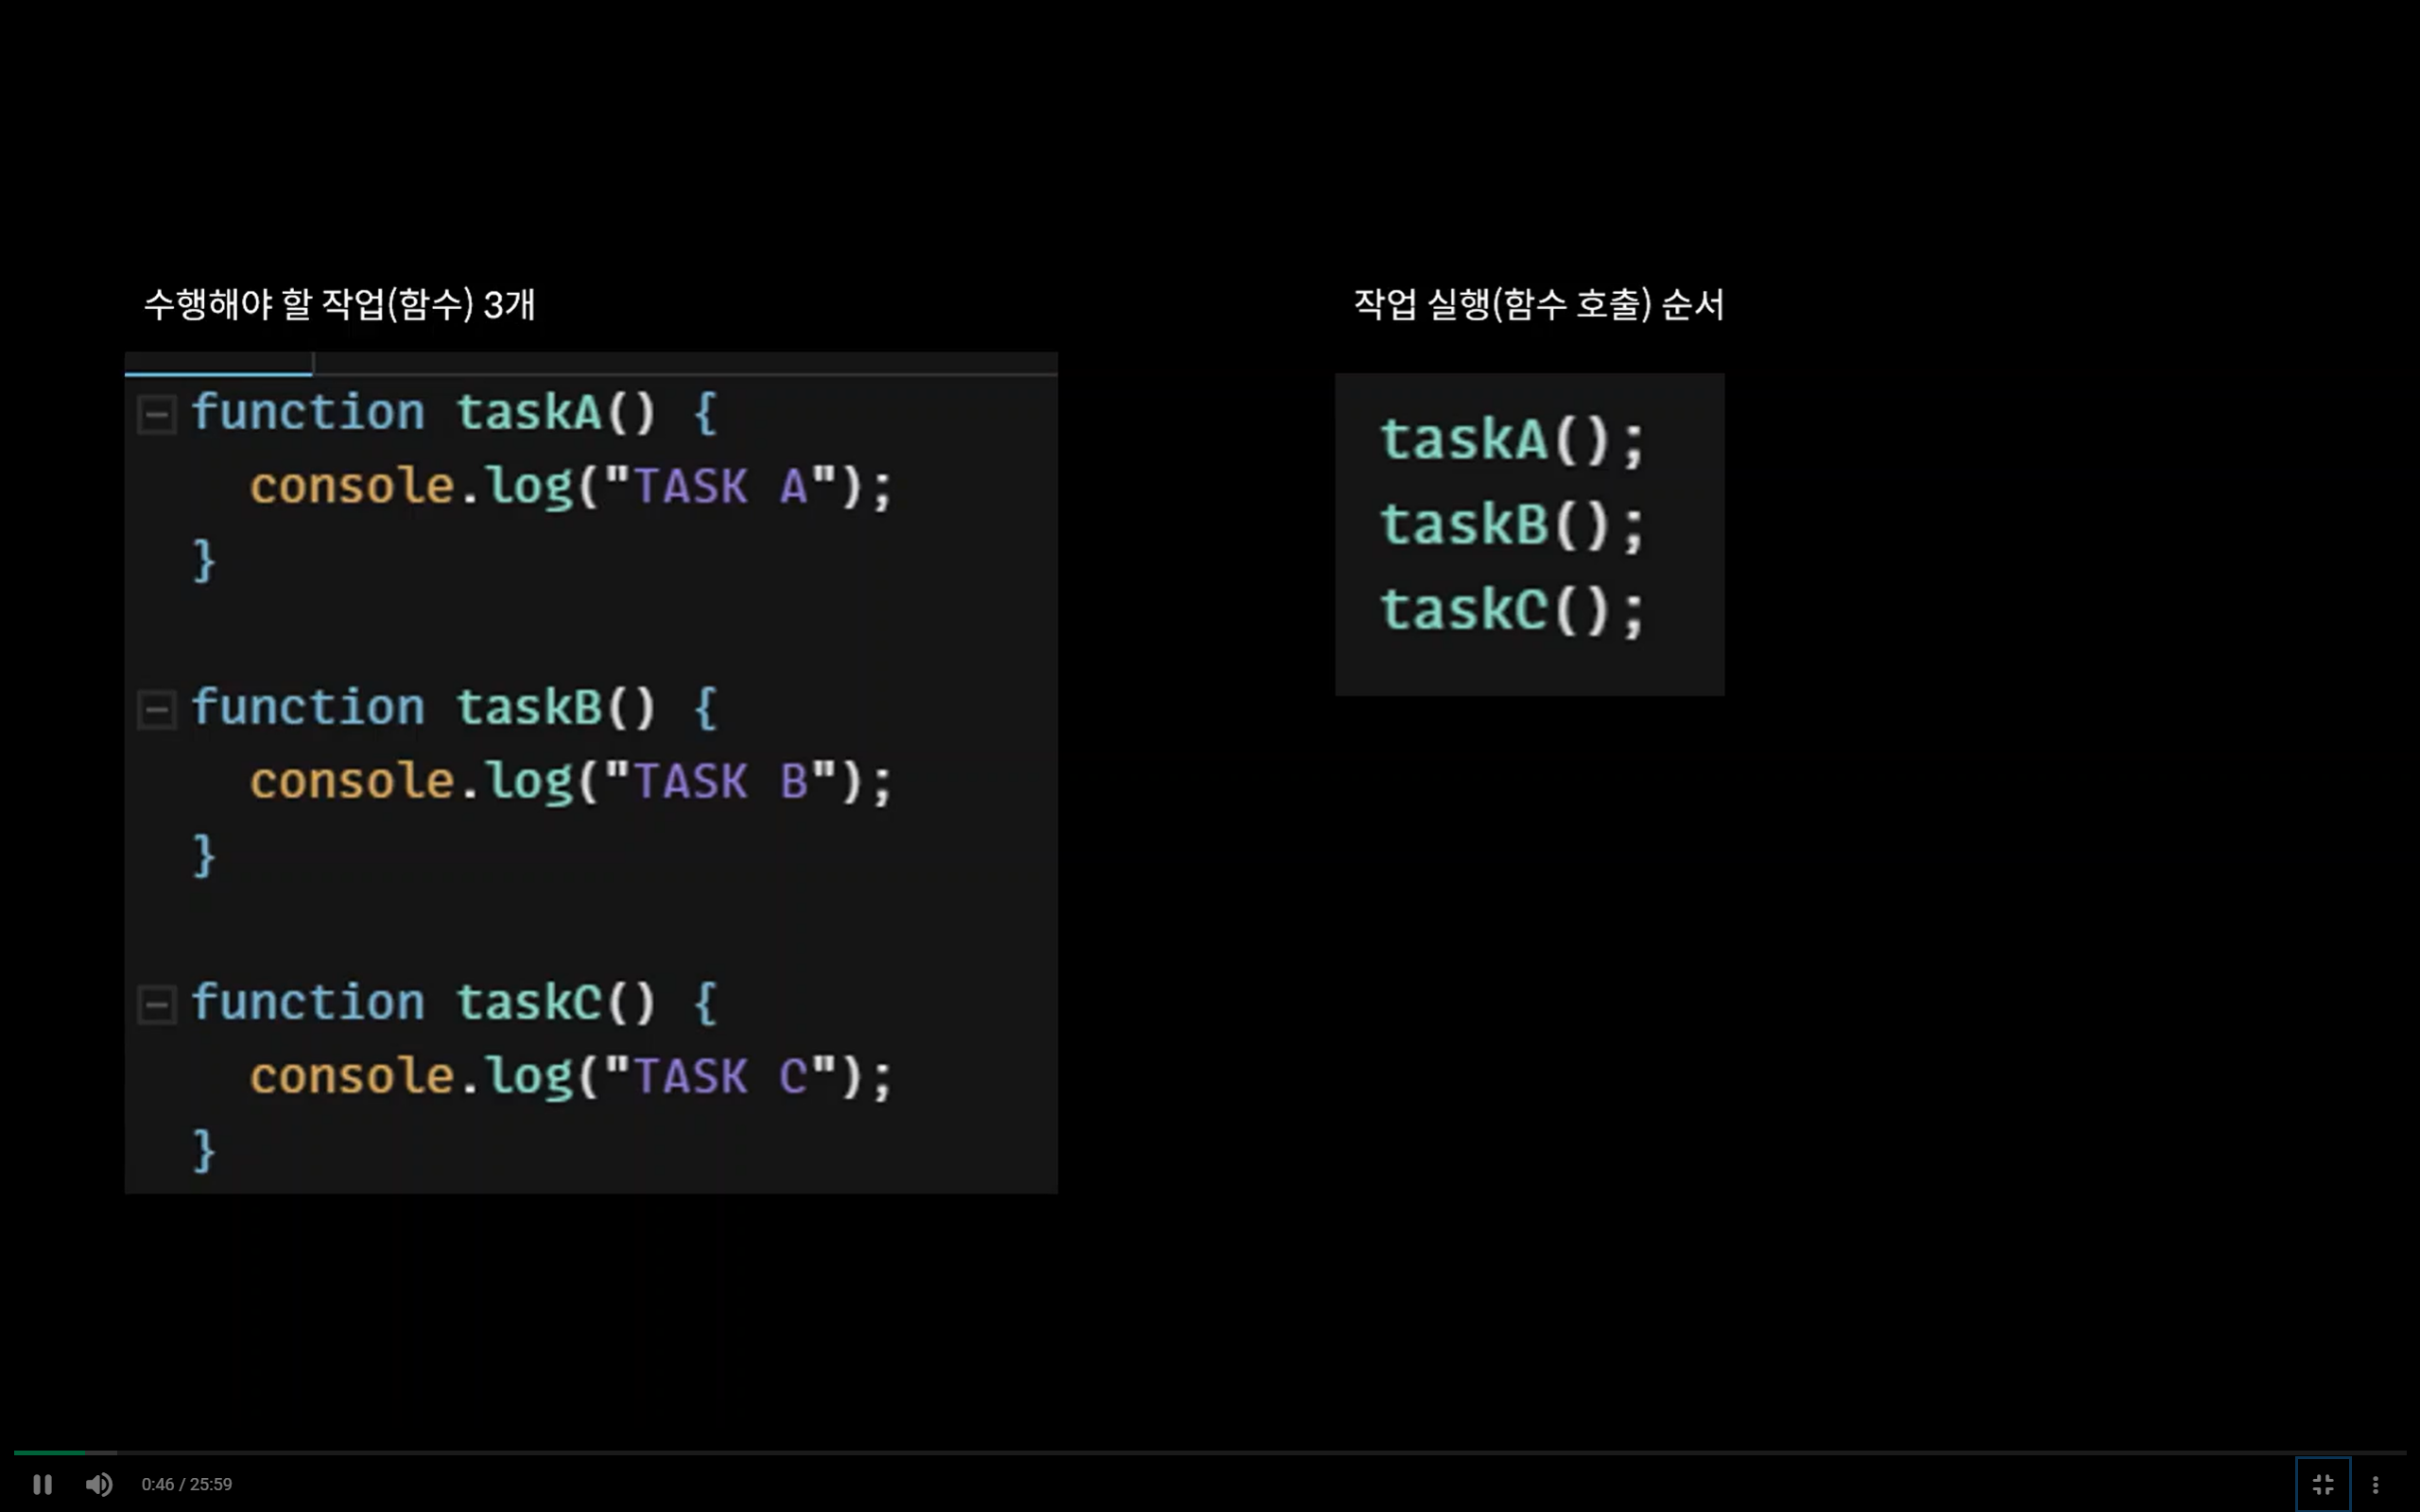 수행해야 할 작업(함수) 3개
function taskA() {
console.log("TASK A");
}
function taskB() {
console.log("TASK B");
}
function taskC() {
console.log("TASK C");
}
작업 실행(함수 호출) 순서
taskA();
taskB();
taskC();
0:46 / 25:59